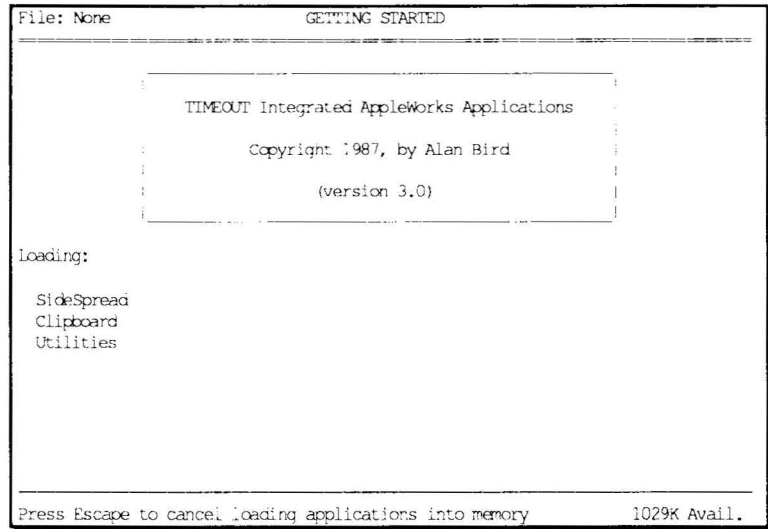 File: None GETTING STARTED
TIMEOUT Integrated AppleWorks Applications
Copyright 1987, by Alan Bird
(version 3.0)
Loading:
SideSpread
Clipboard
Utilities
Press Escape to cancel loading applications into memory 1029K Avail.